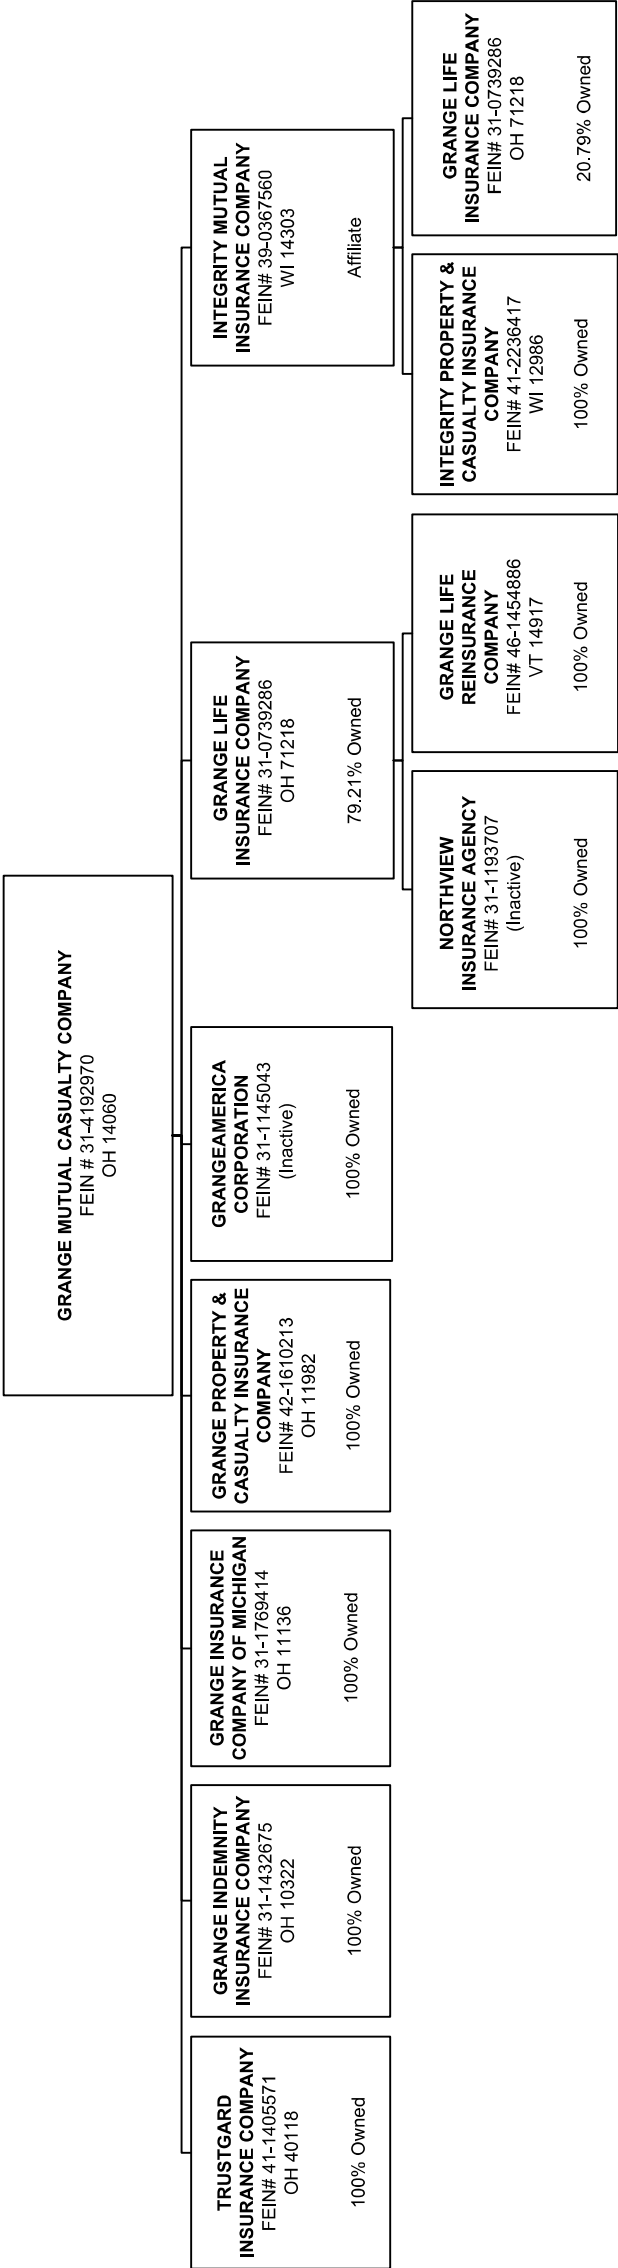 GRANGE MUTUAL CASUALTY COMPANY
FEIN # 31-4192970
OH 14060
TRUSTGARD
INSURANCE COMPANY
FEIN# 41-1405571
OH 40118
100% Owned
GRANGE INDEMNITY
INSURANCE COMPANY
FEIN# 31-1432675
OH 10322
100% Owned
GRANGE INSURANCE
COMPANY OF MICHIGAN
FEIN# 31-1769414
OH 11136
100% Owned
GRANGE PROPERTY &
CASUALTY INSURANCE
COMPANY
FEIN# 42-1610213
OH 11982
100% Owned
GRANGEAMERICA
CORPORATION
FEIN# 31-1145043
(Inactive)
100% Owned
GRANGE LIFE
INSURANCE COMPANY
FEIN# 31-0739286
OH 71218
79.21% Owned
INTEGRITY MUTUAL
INSURANCE COMPANY
FEIN# 39-0367560
WI 14303
Affiliate
NORTHVIEW
INSURANCE AGENCY
FEIN# 31-1193707
(Inactive)
100% Owned
GRANGE LIFE
REINSURANCE
COMPANY
FEIN# 46-1454886
VT 14917
100% Owned
INTEGRITY PROPERTY &
CASUALTY INSURANCE
COMPANY
FEIN# 41-2236417
WI 12986
100% Owned
GRANGE LIFE
INSURANCE COMPANY
FEIN# 31-0739286
OH 71218
20.79% Owned